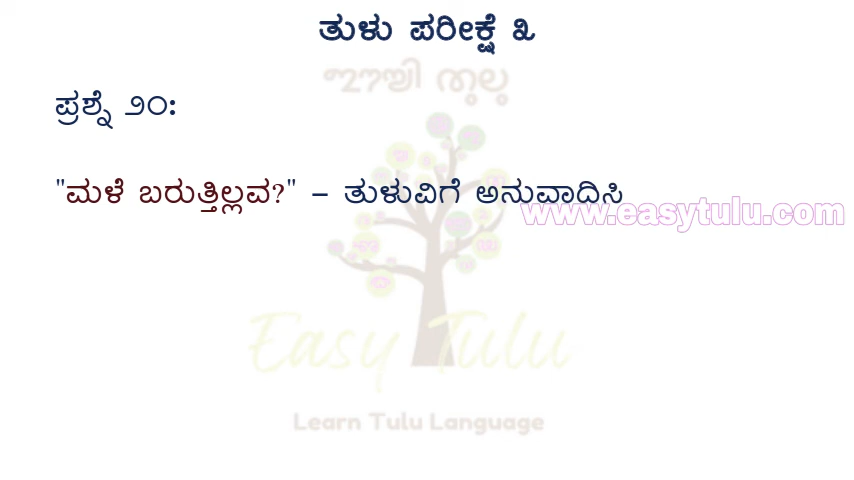 ತುಳು ಪರೀಕ್ಷೆ ೩
ಪ್ರಶ್ನೆ ೨೦:
"ಮಳೆ ಬರುತ್ತಿಲ್ಲವ?" – ತುಳುವಿಗೆ ಅನುವಾದಿಸಿ
www.easytulu.com
Easy Tulu
Learn Tulu Language